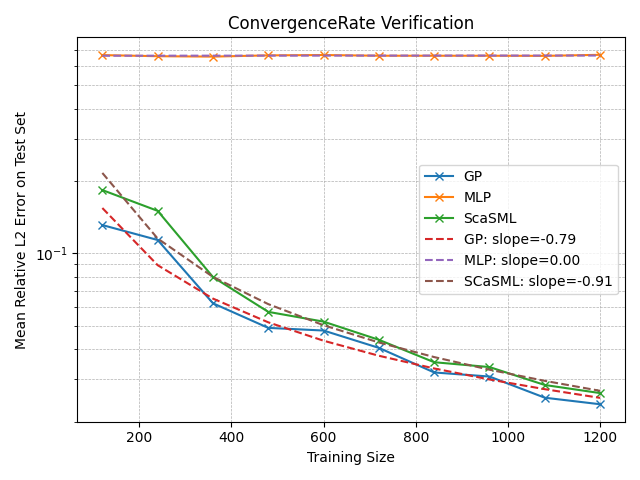 ConvergenceRate Verification
Mean Relative L2 Error on Test Set
10⁻¹
GP
MLP
ScaSML
GP: slope=-0.79
MLP: slope=0.00
SCaSML: slope=-0.91
200 400 600 800 1000 1200
Training Size